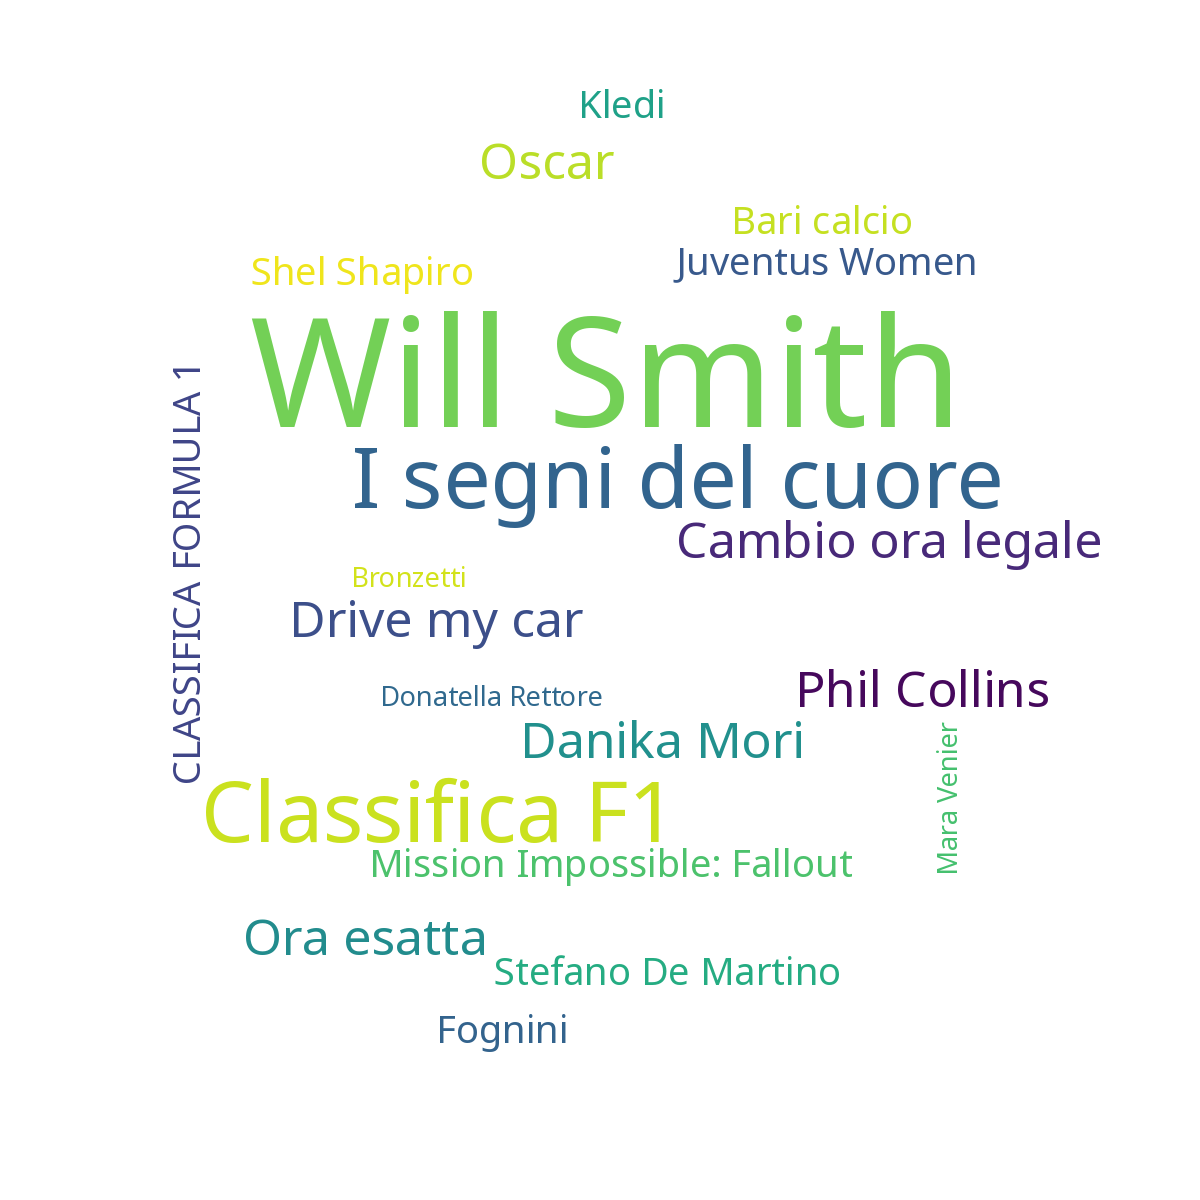 Kledi
Oscar
Bari calcio
Juventus Women
Shel Shapiro
Will Smith
CLASSIFICA FORMULA 1
I segni del cuore
Cambio ora legale
Bronzetti
Drive my car
Phil Collins
Donatella Rettore
Danika Mori
Mara Venier
Classifica F1
Mission Impossible: Fallout
Ora esatta
Stefano De Martino
Fognini